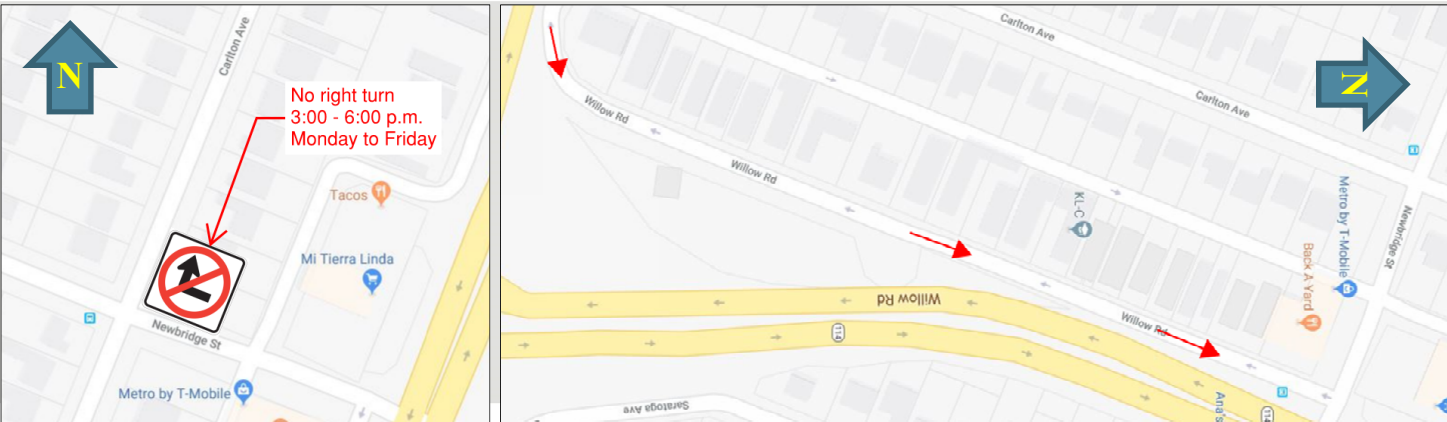 N
Carlton Ave
No right turn
3:00 - 6:00 p.m.
Monday to Friday
Tacos
Mi Tierra Linda
Newbridge St
Metro by T-Mobile
N
Carlton Ave
Carlton Ave
Willow Rd
Willow Rd
KL-C
Metro by T-Mobile
Newbridge St
Back A Yard
Willow Rd
Willow Rd
114
Saratoga Ave
Ana's
114